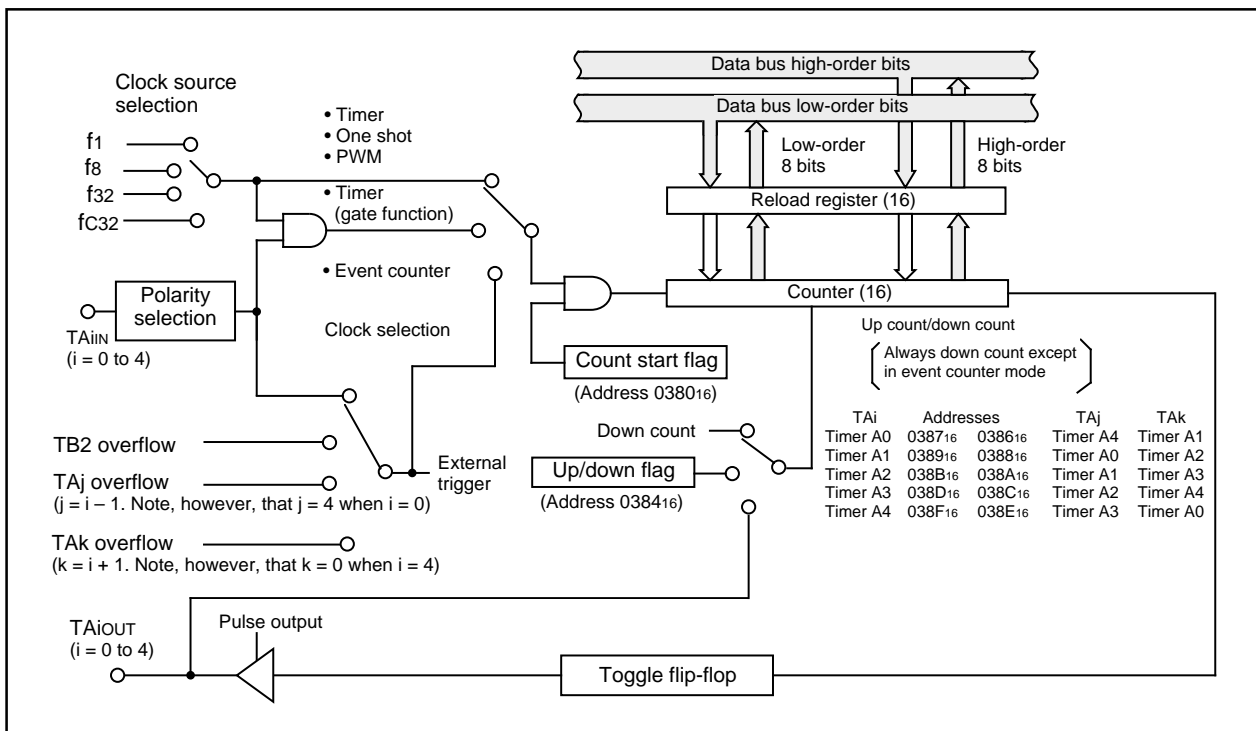 Clock source
selection
f1
f8
f32
fC32
• Timer
• One shot
• PWM
• Timer
(gate function)
• Event counter
Clock selection
Polarity
selection
TAiIN
(i = 0 to 4)
TB2 overflow
TAj overflow
(j = i – 1. Note, however, that j = 4 when i = 0)
TAk overflow
(k = i + 1. Note, however, that k = 0 when i = 4)
External
trigger
Data bus high-order bits
Data bus low-order bits
Low-order
8 bits
High-order
8 bits
Reload register (16)
Counter (16)
Count start flag
(Address 038016)
Up count/down count
Always down count except
in event counter mode
Down count
Up/down flag
(Address 038416)
TAi Addresses TAj TAk
Timer A0 038716 038616 Timer A4 Timer A1
Timer A1 038916 038816 Timer A0 Timer A2
Timer A2 038B16 038A16 Timer A1 Timer A3
Timer A3 038D16 038C16 Timer A2 Timer A4
Timer A4 038F16 038E16 Timer A3 Timer A0
TAiOUT
(i = 0 to 4)
Pulse output
Toggle flip-flop